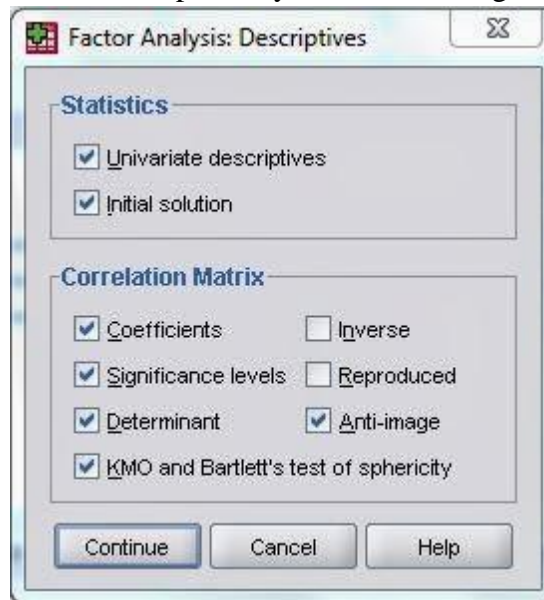 Factor Analysis: Descriptives
Statistics
Univariate descriptives
Initial solution
Correlation Matrix
Coefficients Inverse
Significance levels Reproduced
Determinant Anti-image
KMO and Bartlett's test of sphericity
Continue Cancel Help